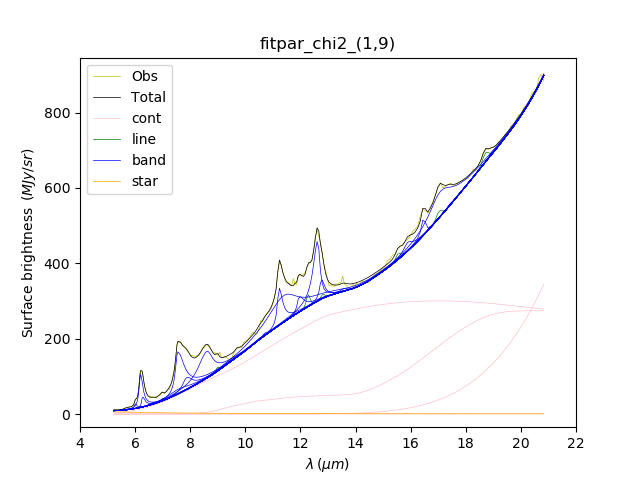 fitpar_chi2_(1,9)
Obs
Total
cont
line
band
star
Surface brightness (MJy/sr)
800
600
400
200
0
4 6 8 10 12 14 16 18 20 22
λ (μm)